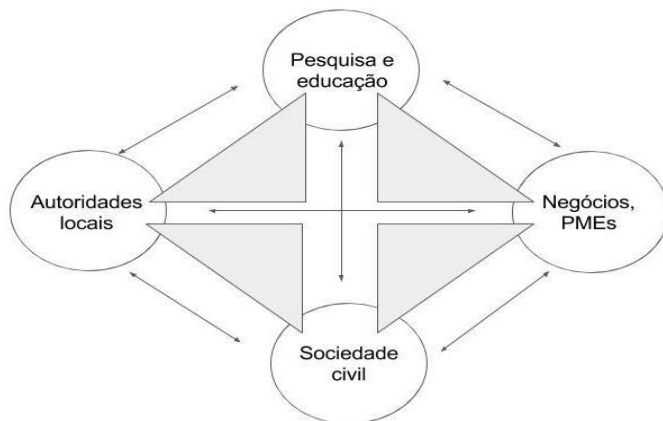 Pesquisa e
educação
Autoridades
locais
Negócios,
PMEs
Sociedade
civil